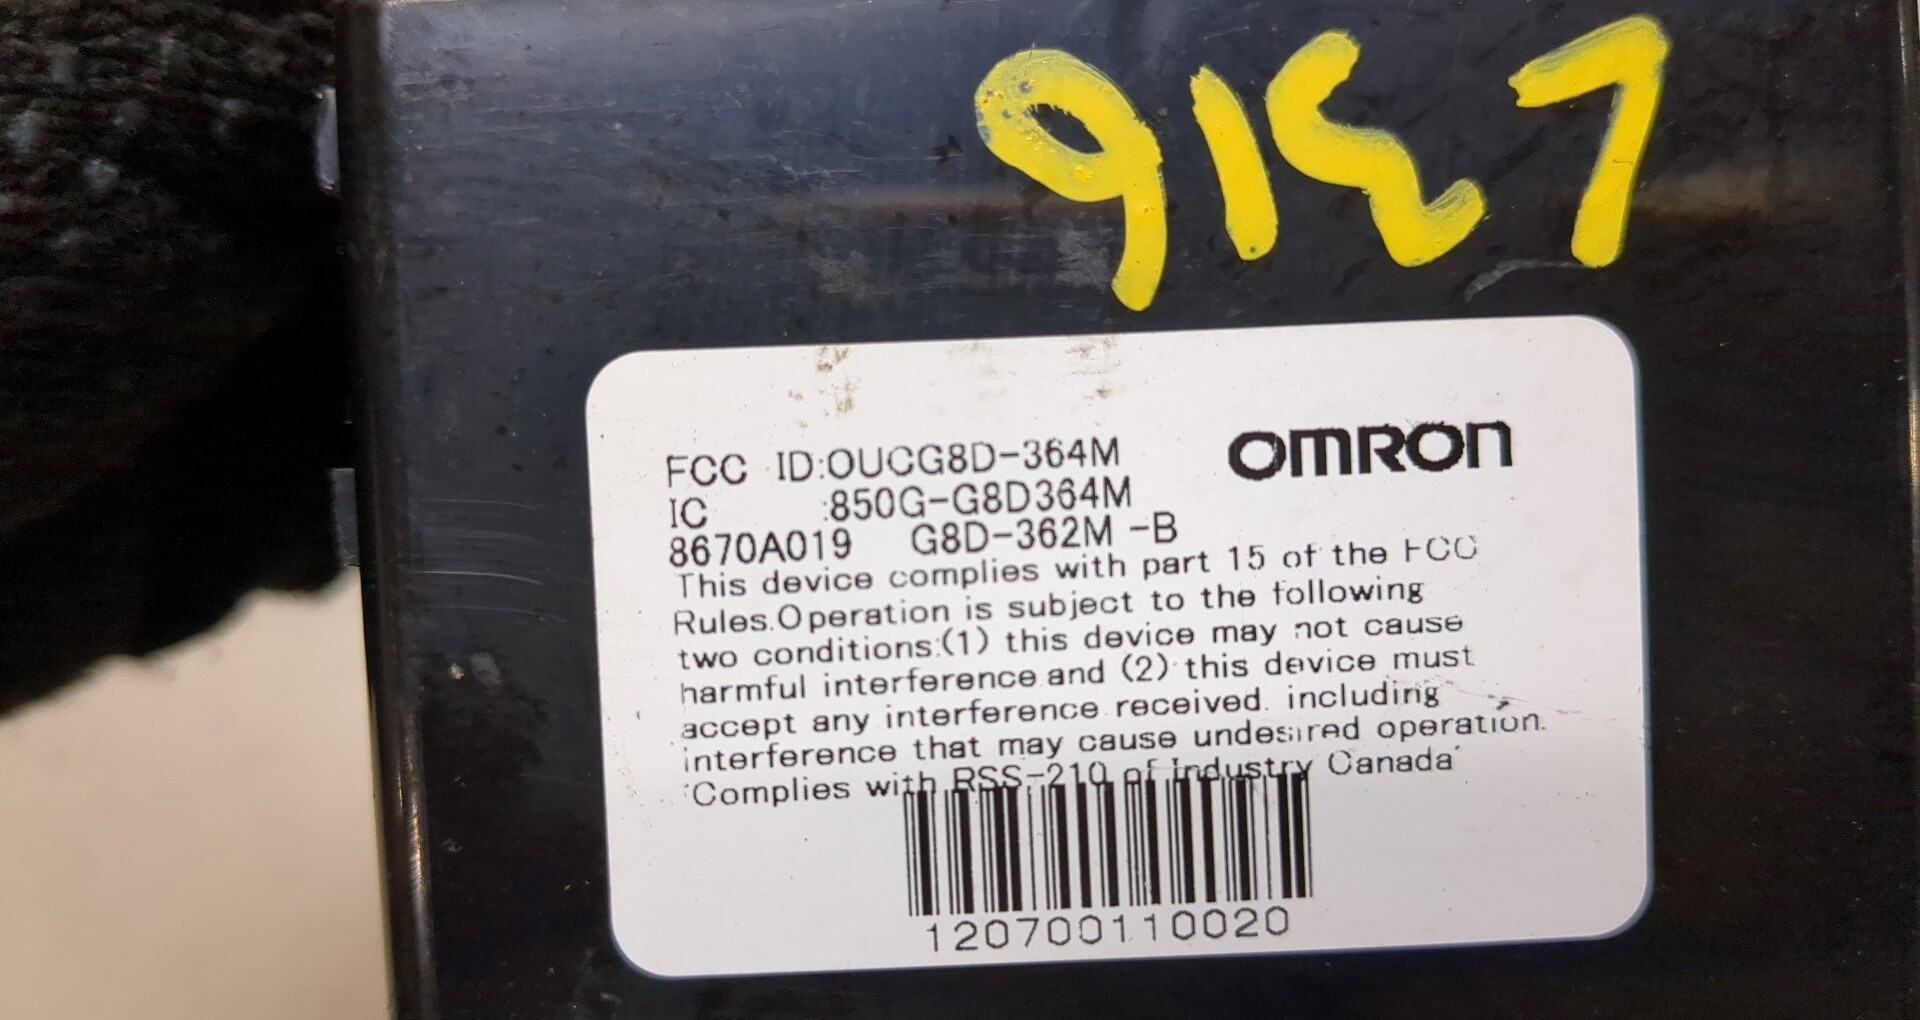 9137
OMRON
FCC ID:OUCG8D-364M
IC :850G-G8D364M
8670A019 G8D-362M -B
This device complies with part 15 of the FCC
Rules.Operation is subject to the following
two conditions:(1) this device may not cause
harmful interference.and (2) this device must
accept any interference received. including
interference that may cause undesired operation.
'Complies with RSS-210 of Industry Canada'
120700110020